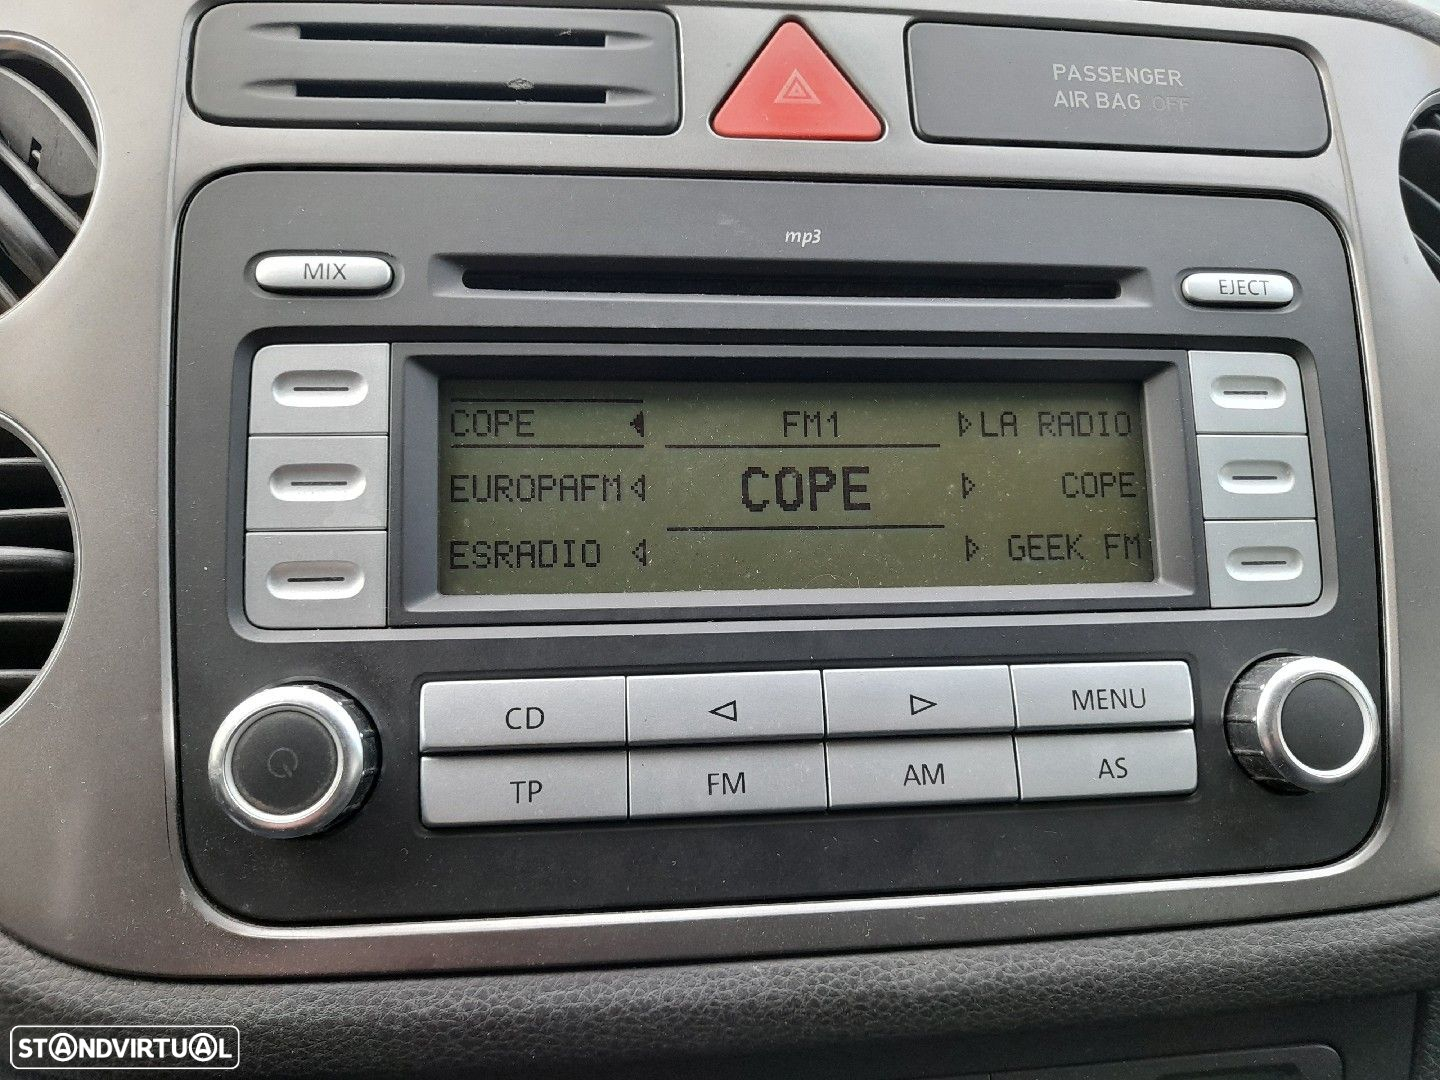 PASSENGER
AIR BAG OFF
mp3
MIX
EJECT
COPE FM1 LA RADIO
EUROPAFM COPE COPE
ESRADIO GEEK FM
CD MENU
TP FM AM AS
STANDVIRTUAL